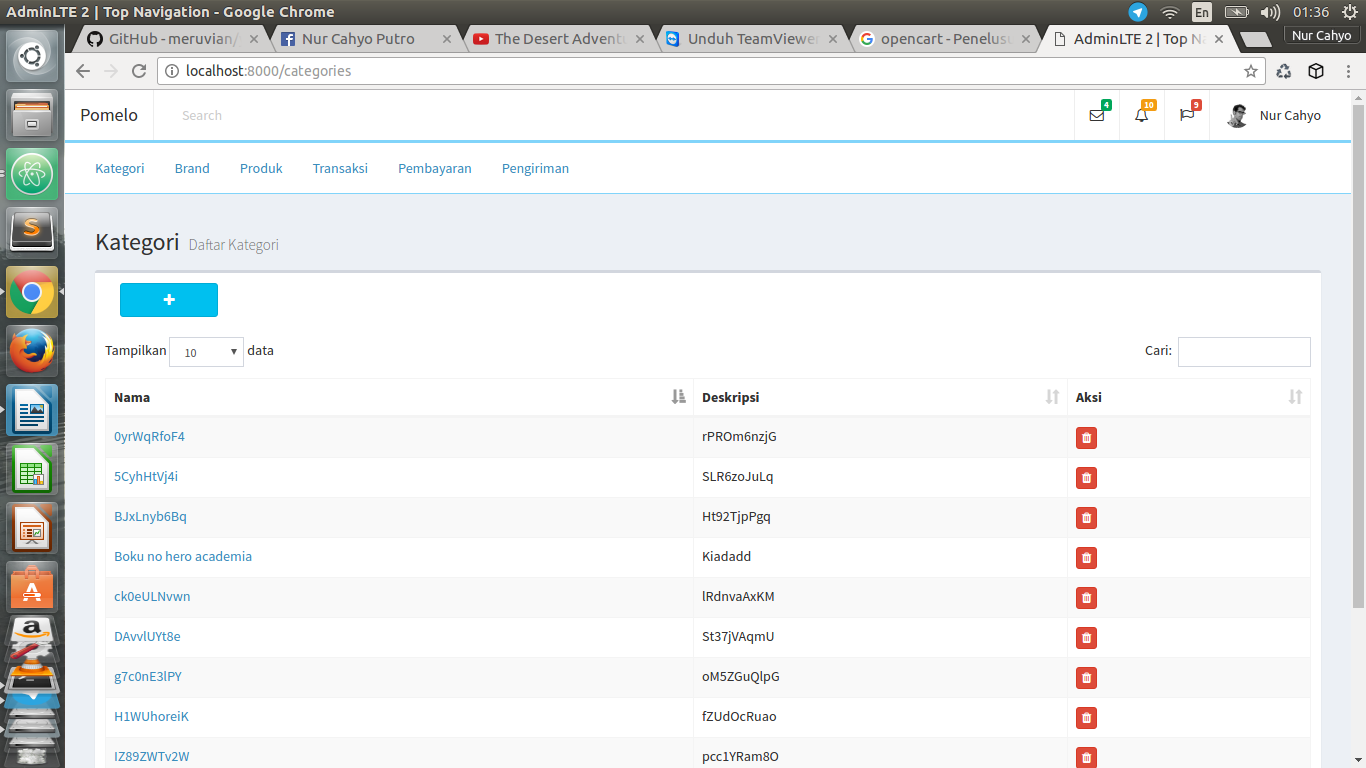 AdminLTE 2 | Top Navigation - Google Chrome
En
01:36
GitHub - meruvian/
Nur Cahyo Putro
The Desert Advent
Unduh TeamViewer
opencart - Penelusu
AdminLTE 2 | Top N
Nur Cahyo
localhost:8000/categories
Pomelo
Search
4
10
9
Nur Cahyo
Kategori
Brand
Produk
Transaksi
Pembayaran
Pengiriman
Kategori Daftar Kategori
Tampilkan 10 data
Cari:
Nama
Deskripsi
Aksi
0yrWqRfoF4
rPROm6nzjG
5CyhHtVj4i
SLR6zoJuLq
BJxLnyb6Bq
Ht92TjpPgq
Boku no hero academia
Kiadadd
ck0eULNvwn
lRdnvaAxKM
DAvvlUYt8e
St37jVAqmU
g7c0nE3lPY
oM5ZGuQlpG
H1WUhoreiK
fZUdOcRuao
IZ89ZWTv2W
pcc1YRam8O